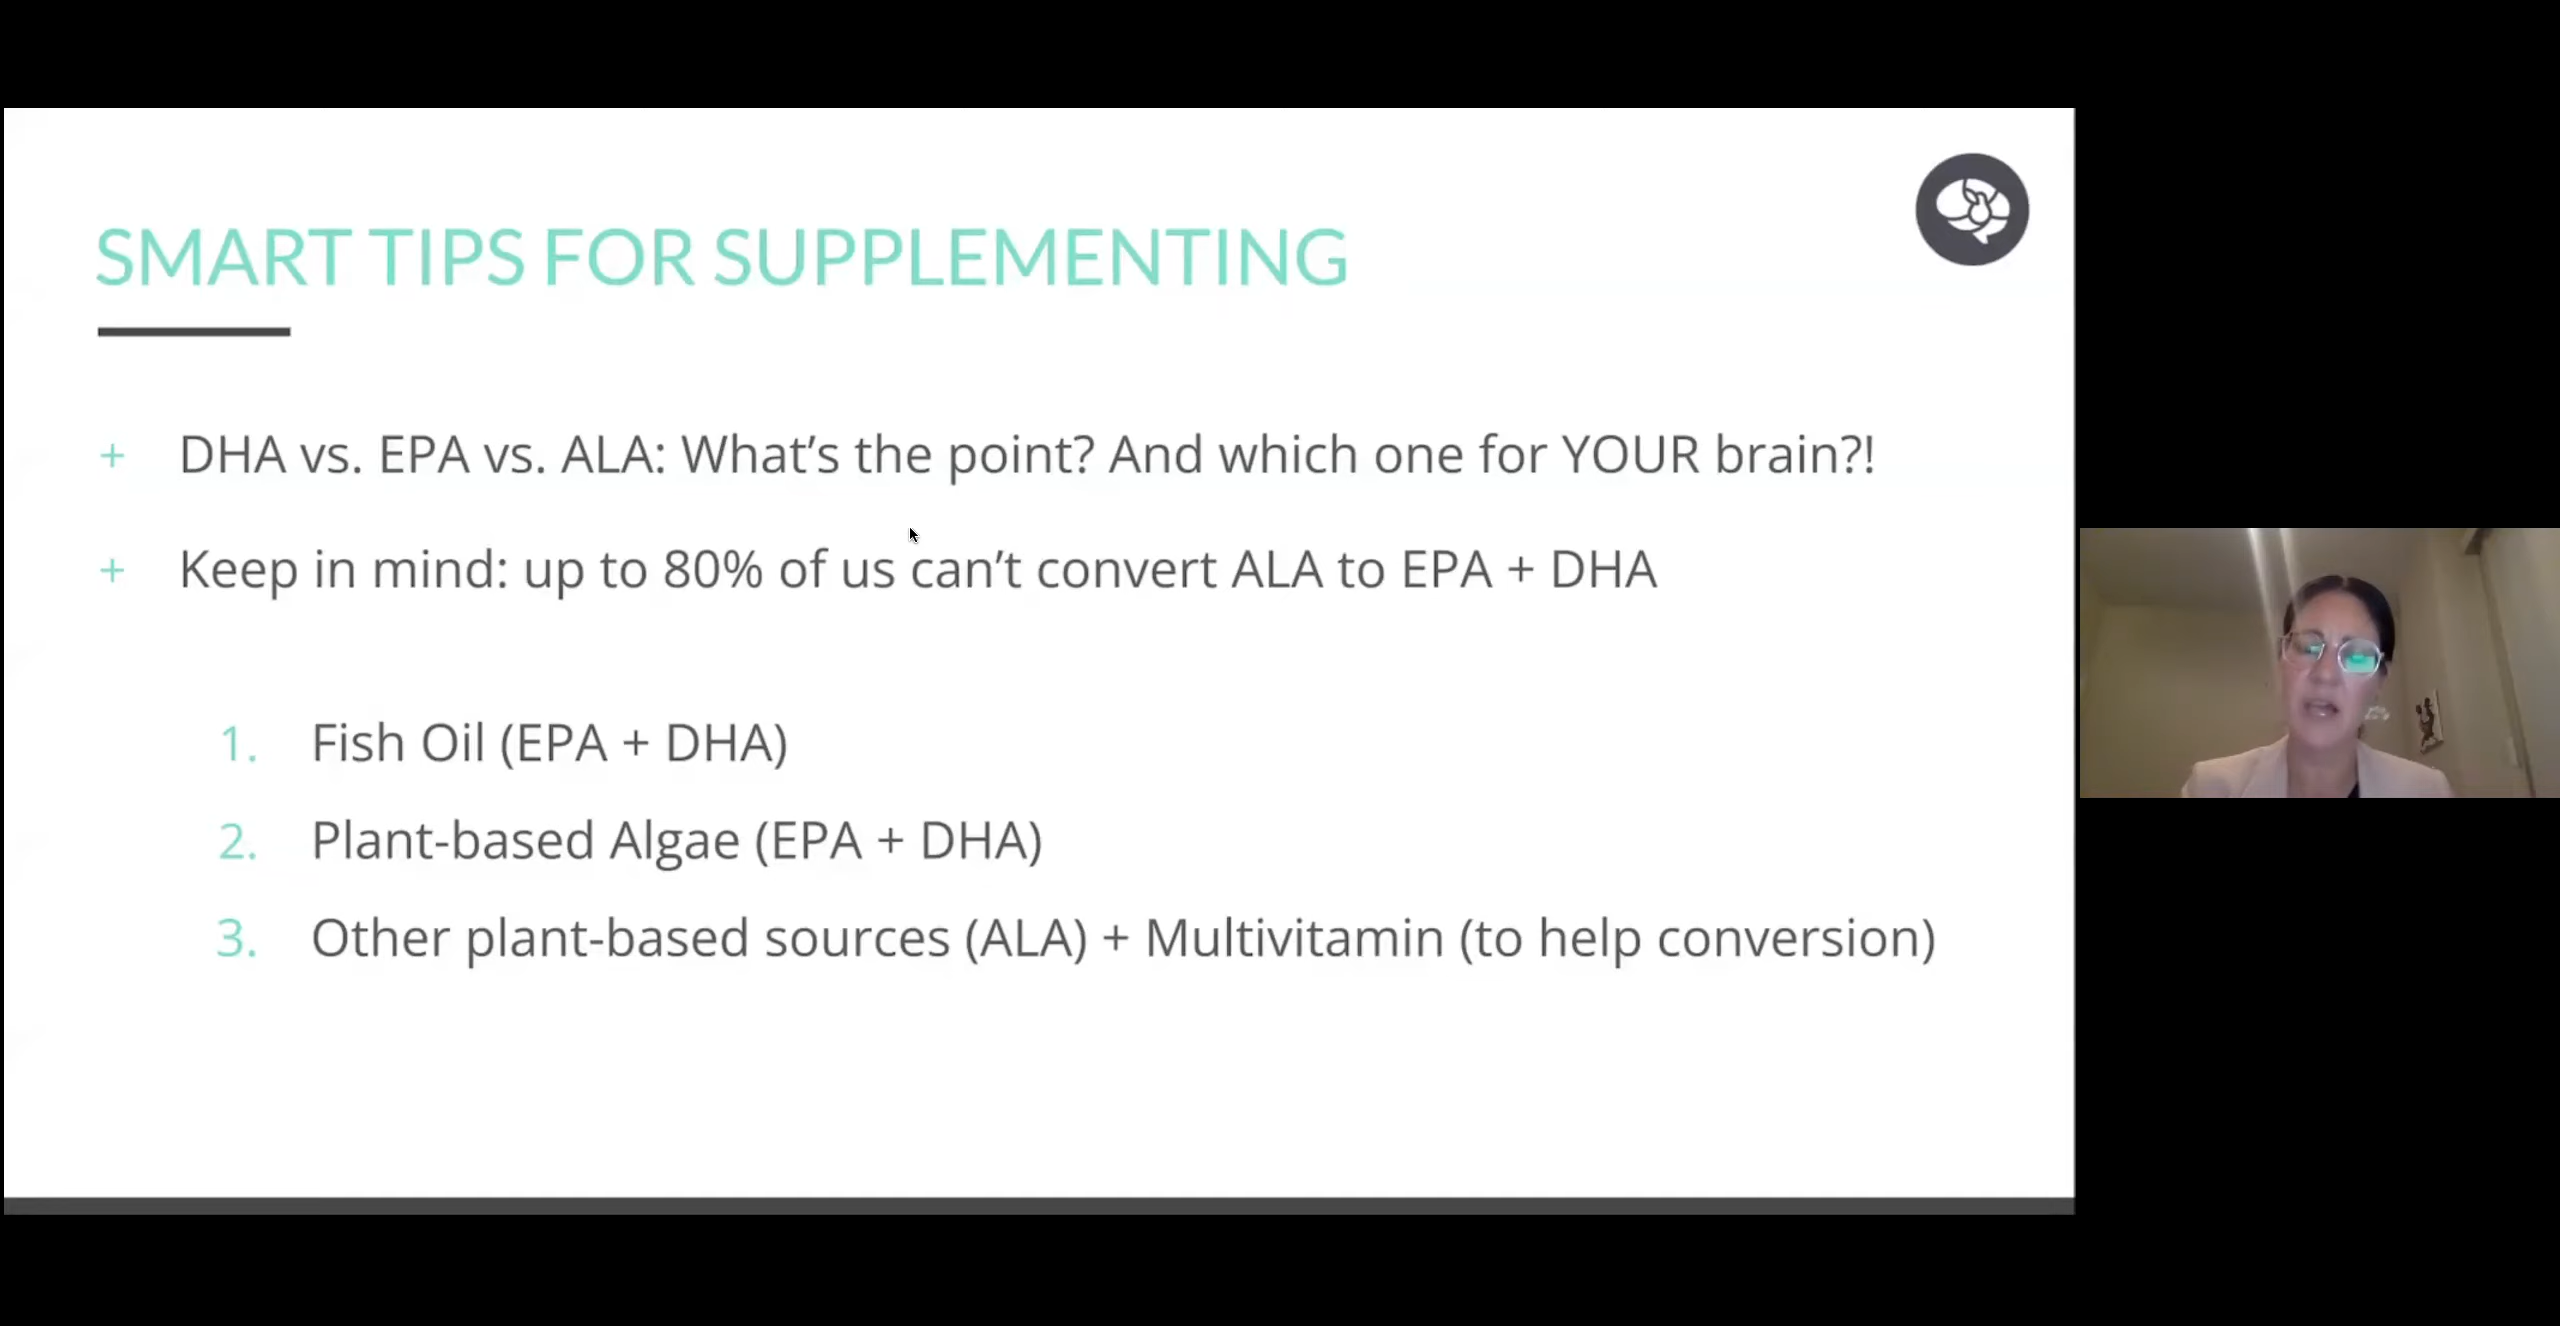 SMART TIPS FOR SUPPLEMENTING
+ DHA vs. EPA vs. ALA: What’s the point? And which one for YOUR brain?!
+ Keep in mind: up to 80% of us can’t convert ALA to EPA + DHA
1. Fish Oil (EPA + DHA)
2. Plant-based Algae (EPA + DHA)
3. Other plant-based sources (ALA) + Multivitamin (to help conversion)